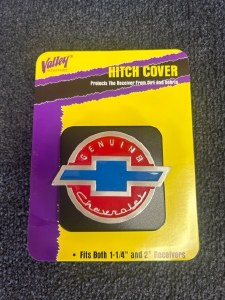 Valley
HITCH COVER
Protects The Receiver From Dirt and Debris
GENUINE
Chevrolet
• Fits Both 1-1/4" and 2" Receivers